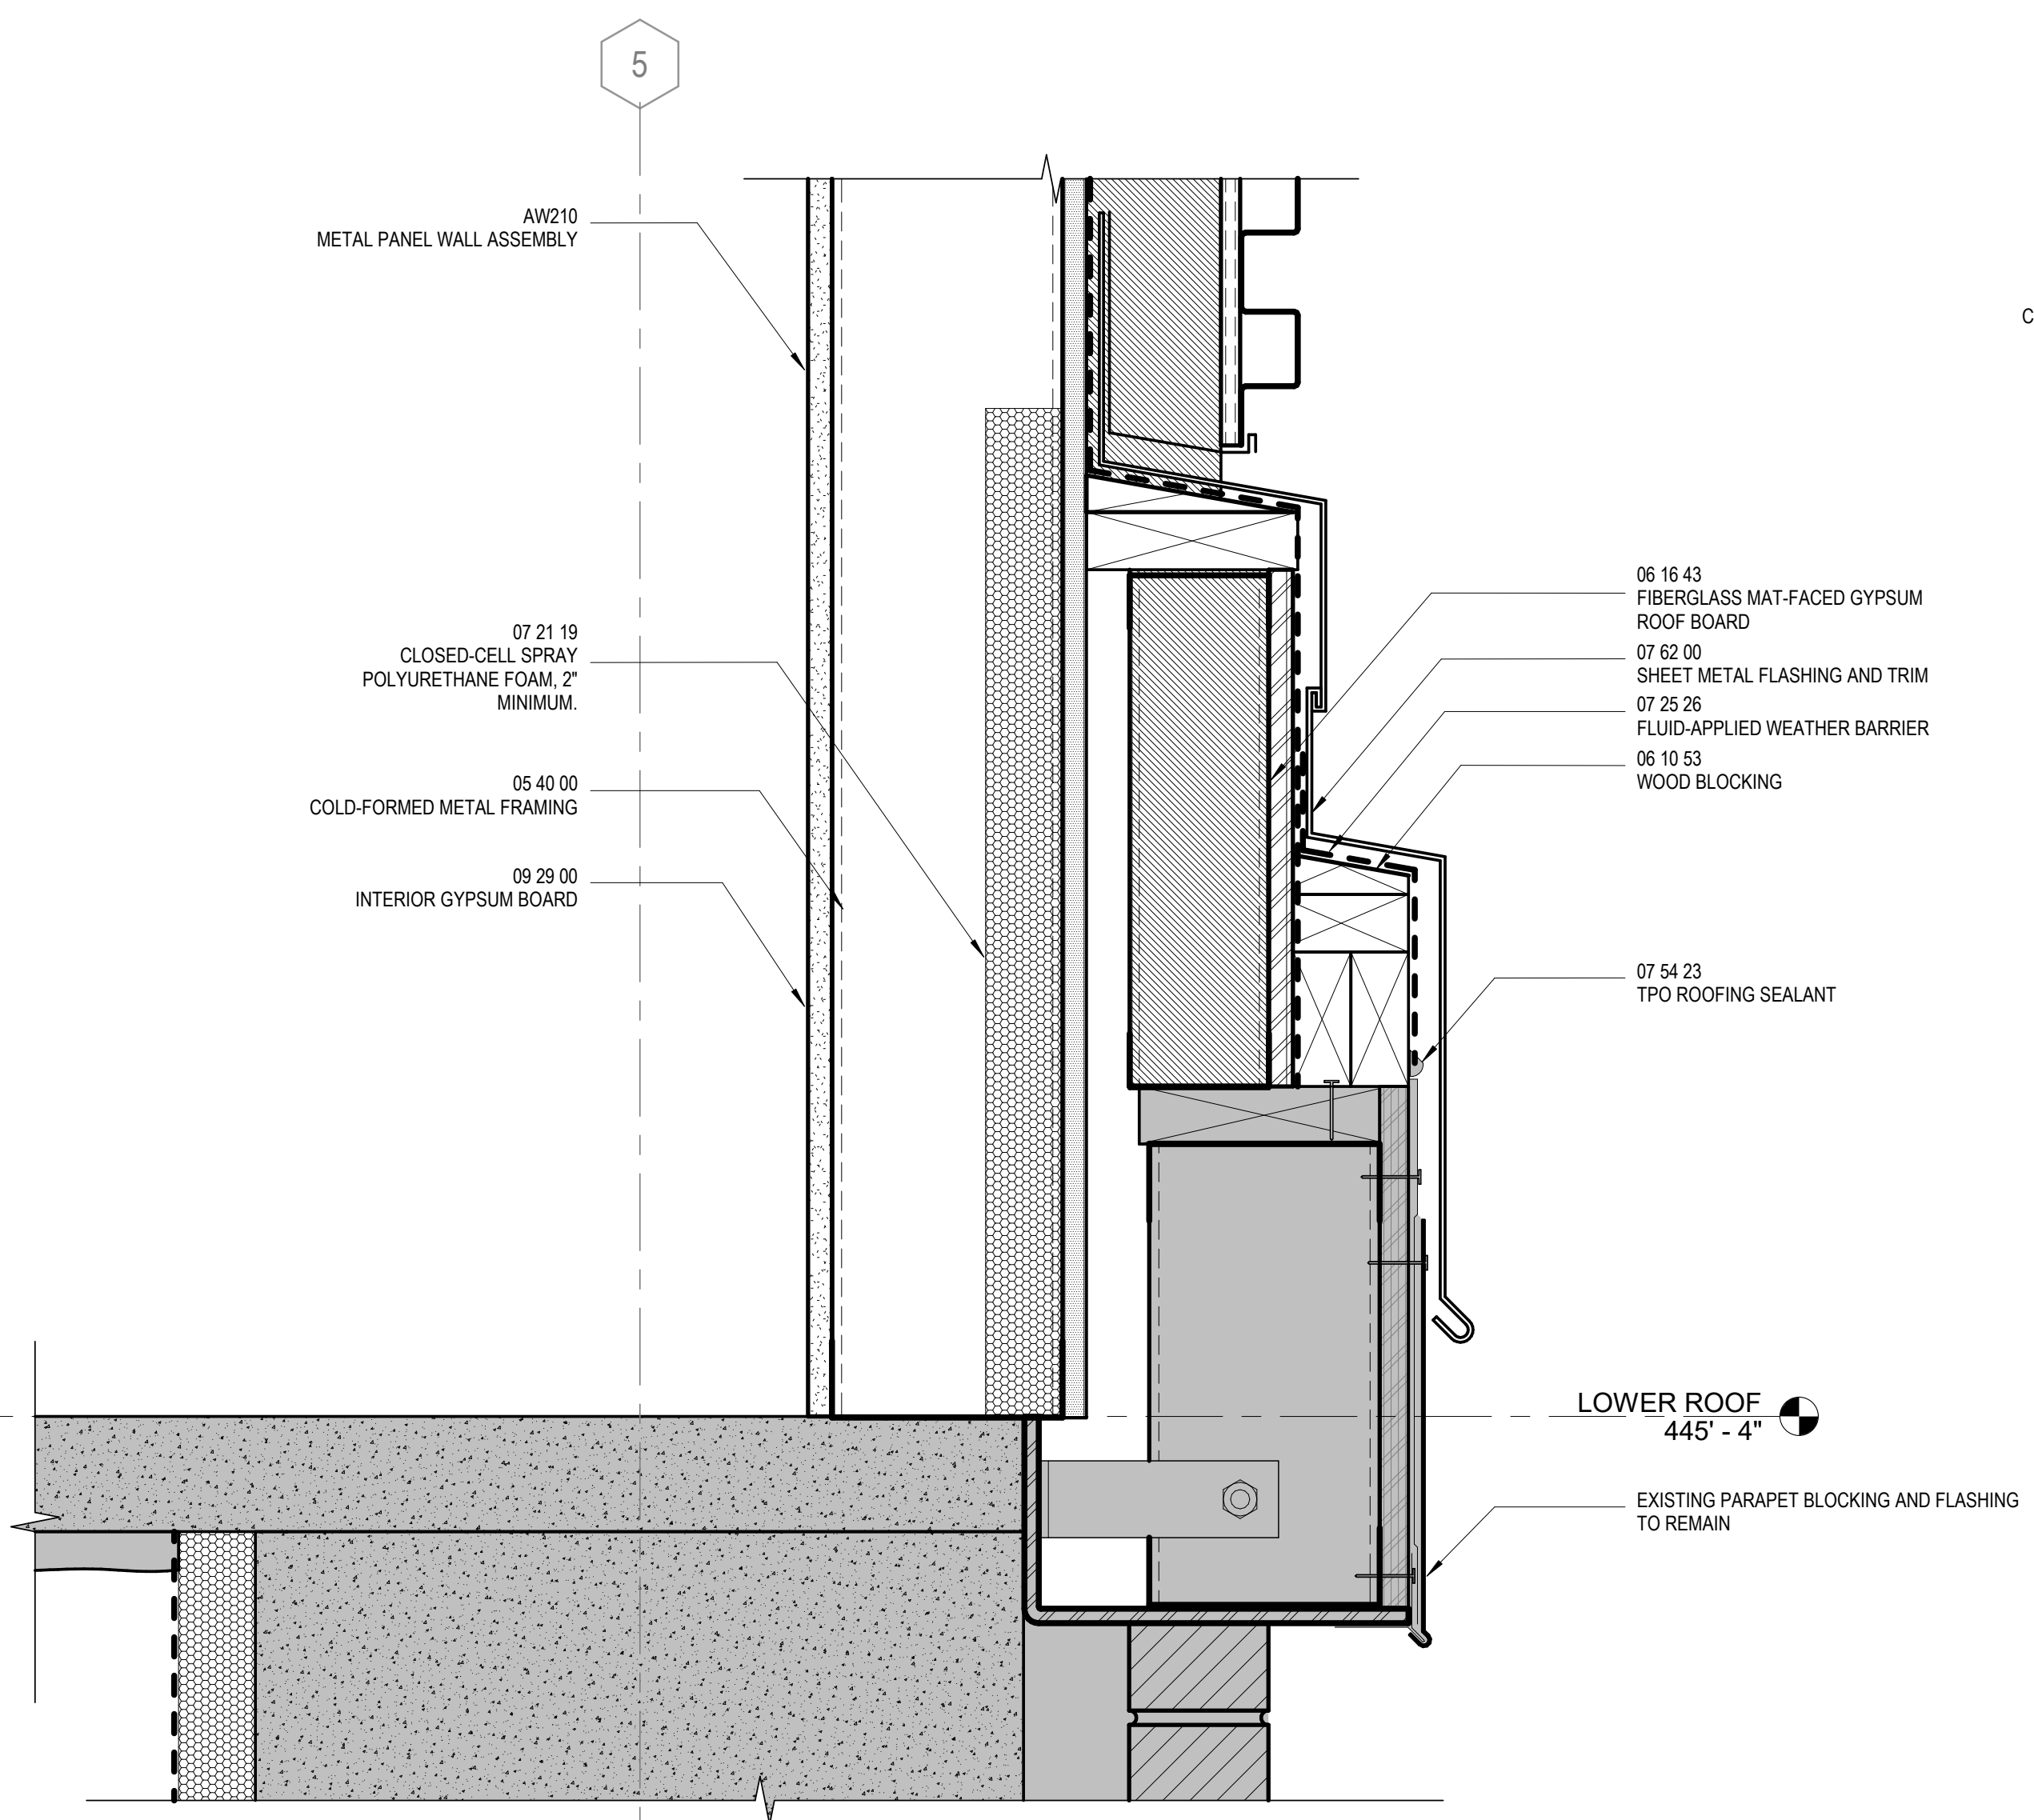 5
AW210
METAL PANEL WALL ASSEMBLY
C
06 16 43
FIBERGLASS MAT-FACED GYPSUM
ROOF BOARD
07 21 19
CLOSED-CELL SPRAY
POLYURETHANE FOAM, 2"
MINIMUM.
07 62 00
SHEET METAL FLASHING AND TRIM
07 25 26
FLUID-APPLIED WEATHER BARRIER
06 10 53
WOOD BLOCKING
05 40 00
COLD-FORMED METAL FRAMING
09 29 00
INTERIOR GYPSUM BOARD
07 54 23
TPO ROOFING SEALANT
LOWER ROOF
445' - 4"
EXISTING PARAPET BLOCKING AND FLASHING
TO REMAIN